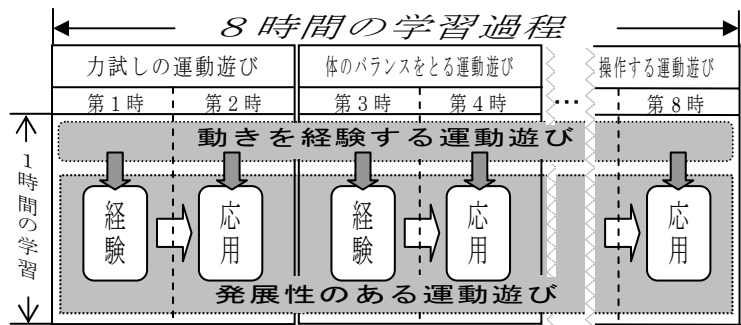 ８時間の学習過程
力試しの運動遊び
体のバランスをとる運動遊び
操作する運動遊び
第１時
第２時
第３時
第４時
…
第８時
１時間の学習
動きを経験する運動遊び
経験
応用
経験
応用
応用
発展性のある運動遊び